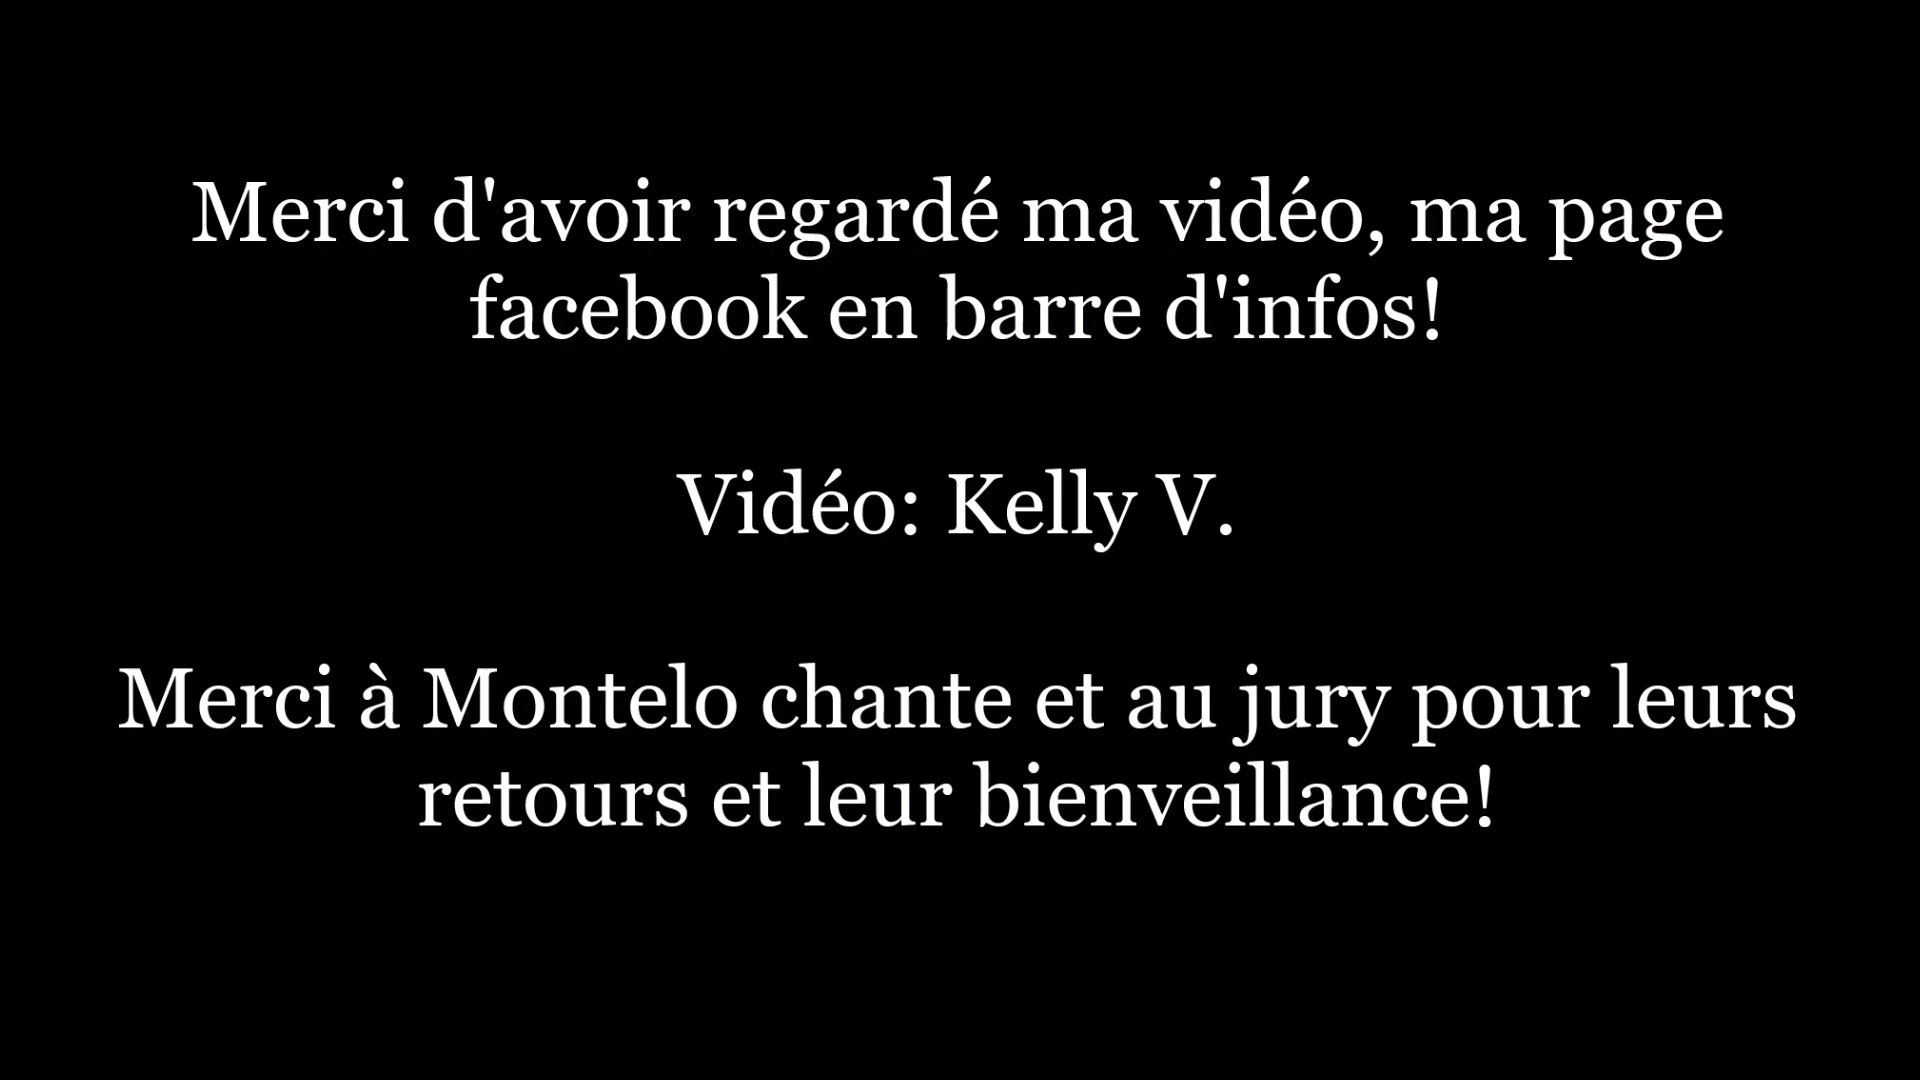 Merci d'avoir regardé ma vidéo, ma page
facebook en barre d'infos!
Vidéo: Kelly V.
Merci à Montelo chante et au jury pour leurs
retours et leur bienveillance!